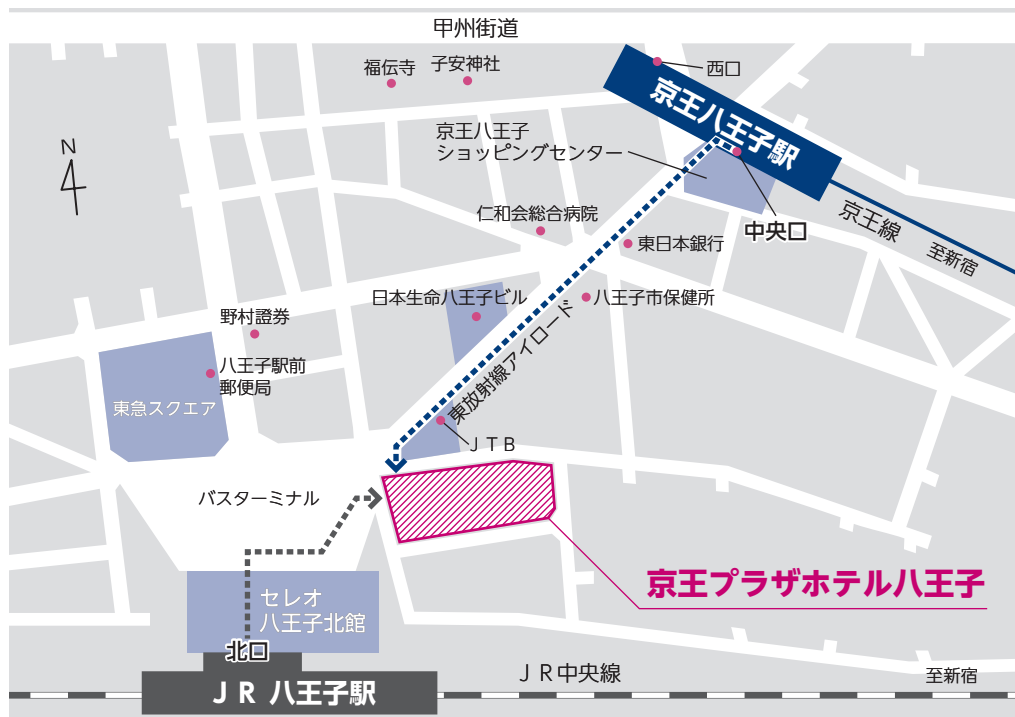 甲州街道
福伝寺
子安神社
西口
京王八王子駅
京王八王子
ショッピングセンター
N
仁和会総合病院
東日本銀行
中央口
京王線
至新宿
日本生命八王子ビル
八王子市保健所
野村證券
八王子駅前
郵便局
東急スクエア
東放射線アイロード
JTB
バスターミナル
京王プラザホテル八王子
セレオ
八王子北館
北口
JR 八王子駅
JR中央線
至新宿